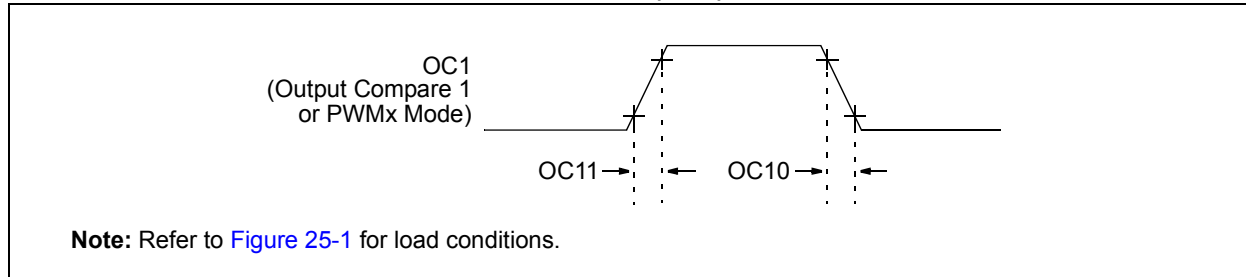 OC1
(Output Compare 1
or PWMx Mode)
OC11
OC10
Note: Refer to Figure 25-1 for load conditions.